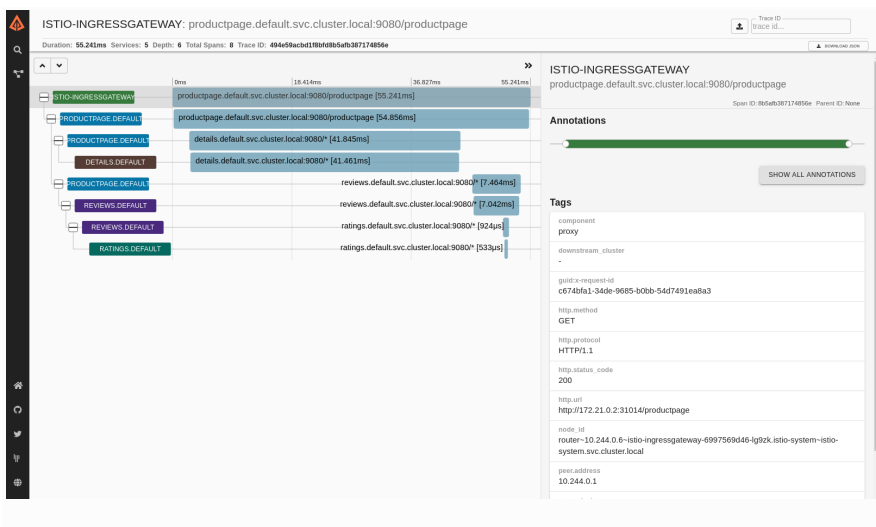 ISTIO-INGRESSGATEWAY: productpage.default.svc.cluster.local:9080/productpage
Trace ID
trace id...
Duration: 55.241ms Services: 5 Depth: 6 Total Spans: 8 Trace ID: 494e59acbd1f8bfd8b5afb387174856e
DOWNLOAD JSON
0ms 18.414ms 36.827ms 55.241ms
ISTIO-INGRESSGATEWAY productpage.default.svc.cluster.local:9080/productpage [55.241ms]
PRODUCTPAGE.DEFAULT productpage.default.svc.cluster.local:9080/productpage [54.856ms]
PRODUCTPAGE.DEFAULT details.default.svc.cluster.local:9080/* [41.845ms]
DETAILS.DEFAULT details.default.svc.cluster.local:9080/* [41.461ms]
PRODUCTPAGE.DEFAULT reviews.default.svc.cluster.local:9080/* [7.464ms]
REVIEWS.DEFAULT reviews.default.svc.cluster.local:9080/* [7.042ms]
REVIEWS.DEFAULT ratings.default.svc.cluster.local:9080/* [924µs]
RATINGS.DEFAULT ratings.default.svc.cluster.local:9080/* [533µs]
ISTIO-INGRESSGATEWAY
productpage.default.svc.cluster.local:9080/productpage
Span ID: 8b5afb387174856e Parent ID: None
Annotations
SHOW ALL ANNOTATIONS
Tags
component
proxy
downstream_cluster
-
guid:x-request-id
c674bfa1-34de-9685-b0bb-54d7491ea8a3
http.method
GET
http.protocol
HTTP/1.1
http.status_code
200
http.url
http://172.21.0.2:31014/productpage
node_id
router~10.244.0.6~istio-ingressgateway-6997569d46-lg9zk.istio-system~istio-
system.svc.cluster.local
peer.address
10.244.0.1